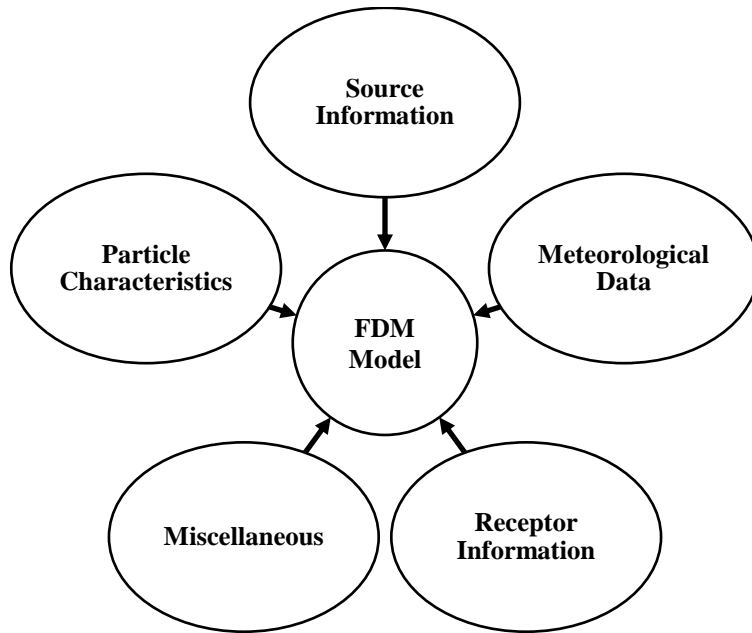 Source
Information
Particle
Characteristics
Meteorological
Data
FDM
Model
Miscellaneous
Receptor
Information